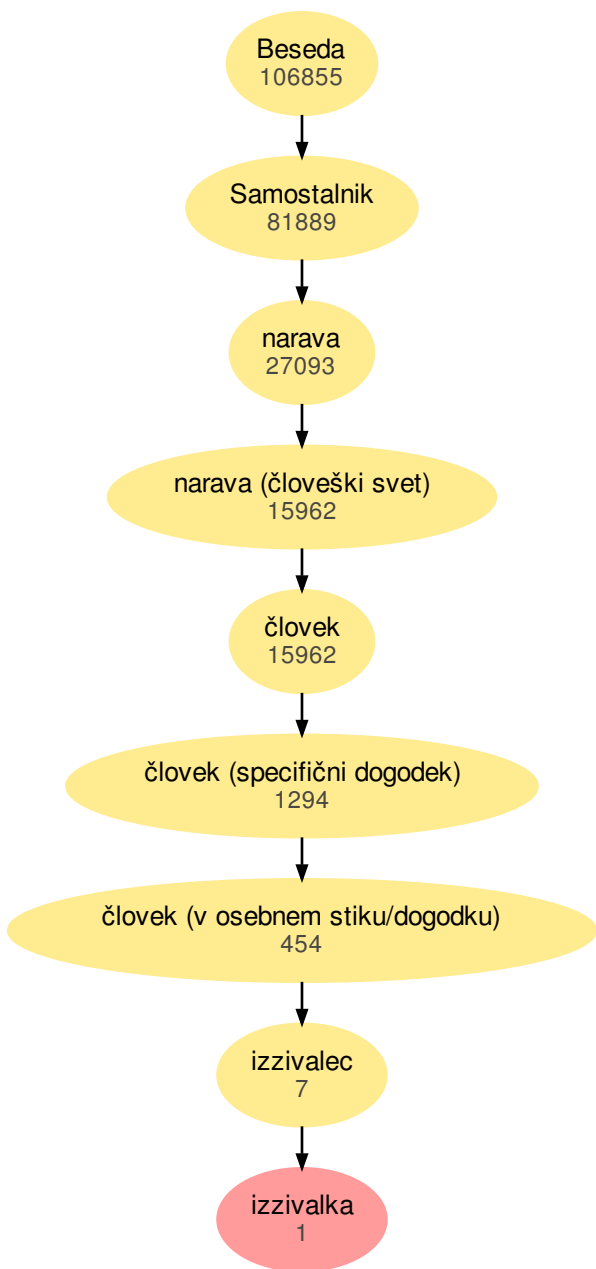 Beseda
106855
Samostalnik
81889
narava
27093
narava (človeški svet)
15962
človek
15962
človek (specifični dogodek)
1294
človek (v osebnem stiku/dogodku)
454
izzivalec
7
izzivalka
1